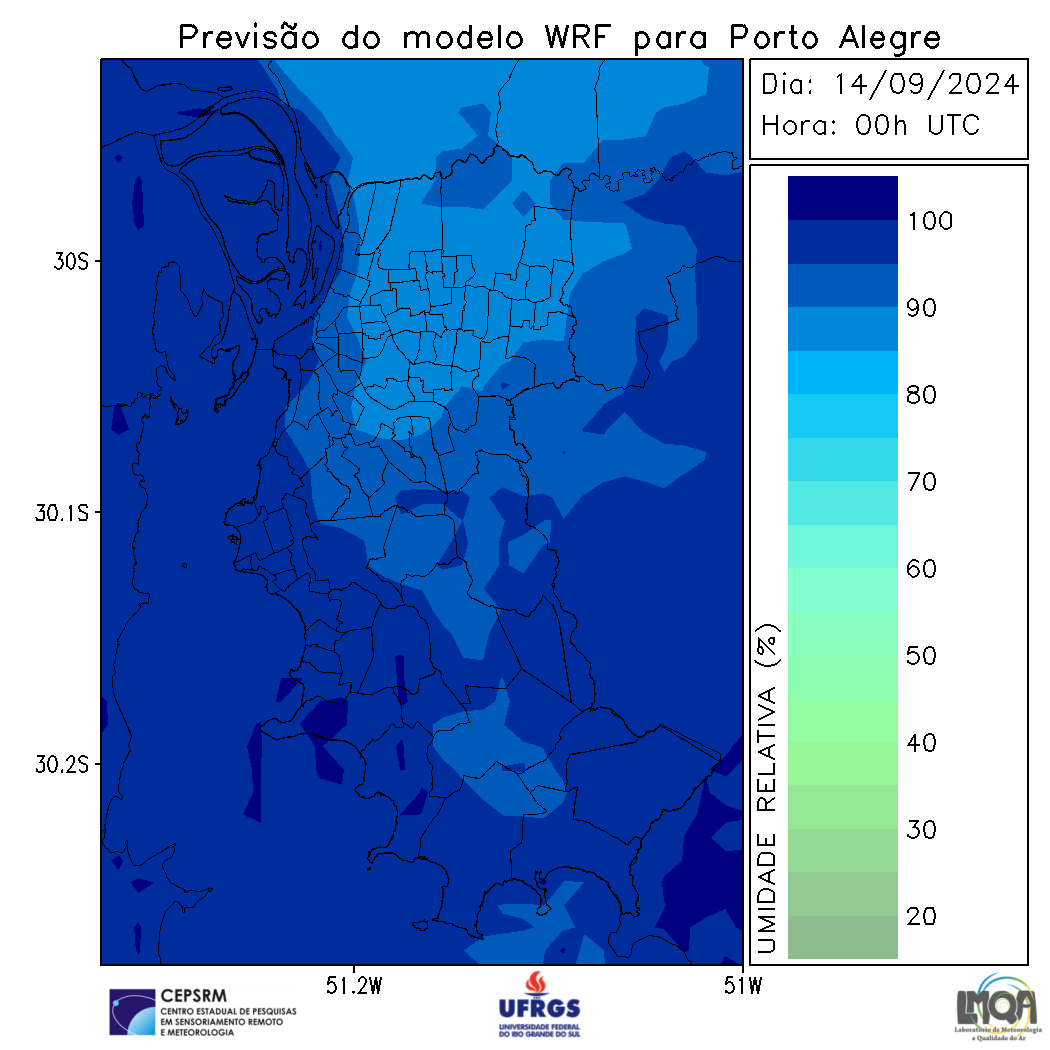 Previsão do modelo WRF para Porto Alegre
Dia: 14/09/2024
Hora: 00h UTC
30S
30.1S
30.2S
51.2W
51W
100
90
80
70
60
50
40
30
20
UMIDADE RELATIVA (%)
CEPSRM
CENTRO ESTADUAL DE PESQUISAS
EM SENSORIAMENTO REMOTO
E METEOROLOGIA
UFRGS
UNIVERSIDADE FEDERAL
DO RIO GRANDE DO SUL
LMQA
Laboratório de Meteorologia
e Qualidade do Ar